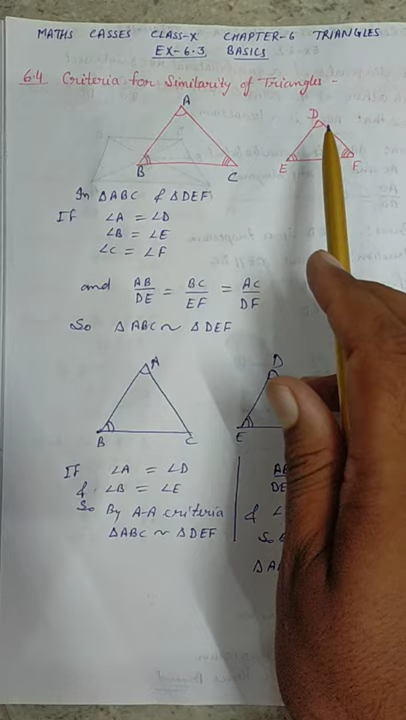 MATHS CASSES CLASS-X CHAPTER-6 TRIANGLES
EX-6.3 BASICS
6.4 Criteria for Similarity of Triangles -
A
D
B
C
E
F
In ΔABC & ΔDEF
If ∠A = ∠D
∠B = ∠E
∠C = ∠F
and AB/DE = BC/EF = AC/DF
So ΔABC ~ ΔDEF
A
D
B
C
E
If ∠A = ∠D
& ∠B = ∠E
So By A-A criteria
ΔABC ~ ΔDEF
DE
& ∠
So